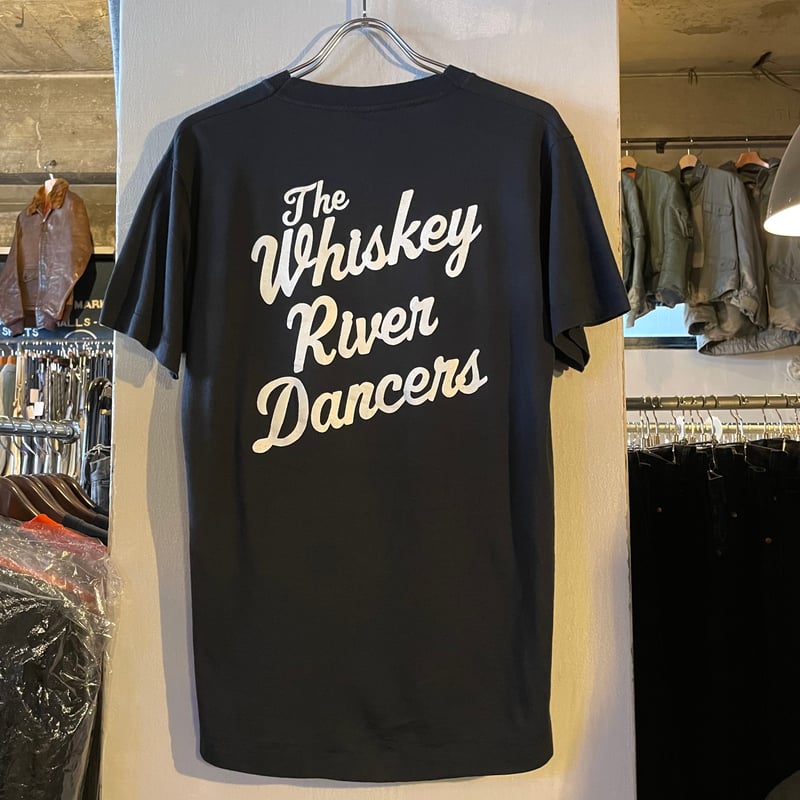 The
Whiskey
River
Dancers